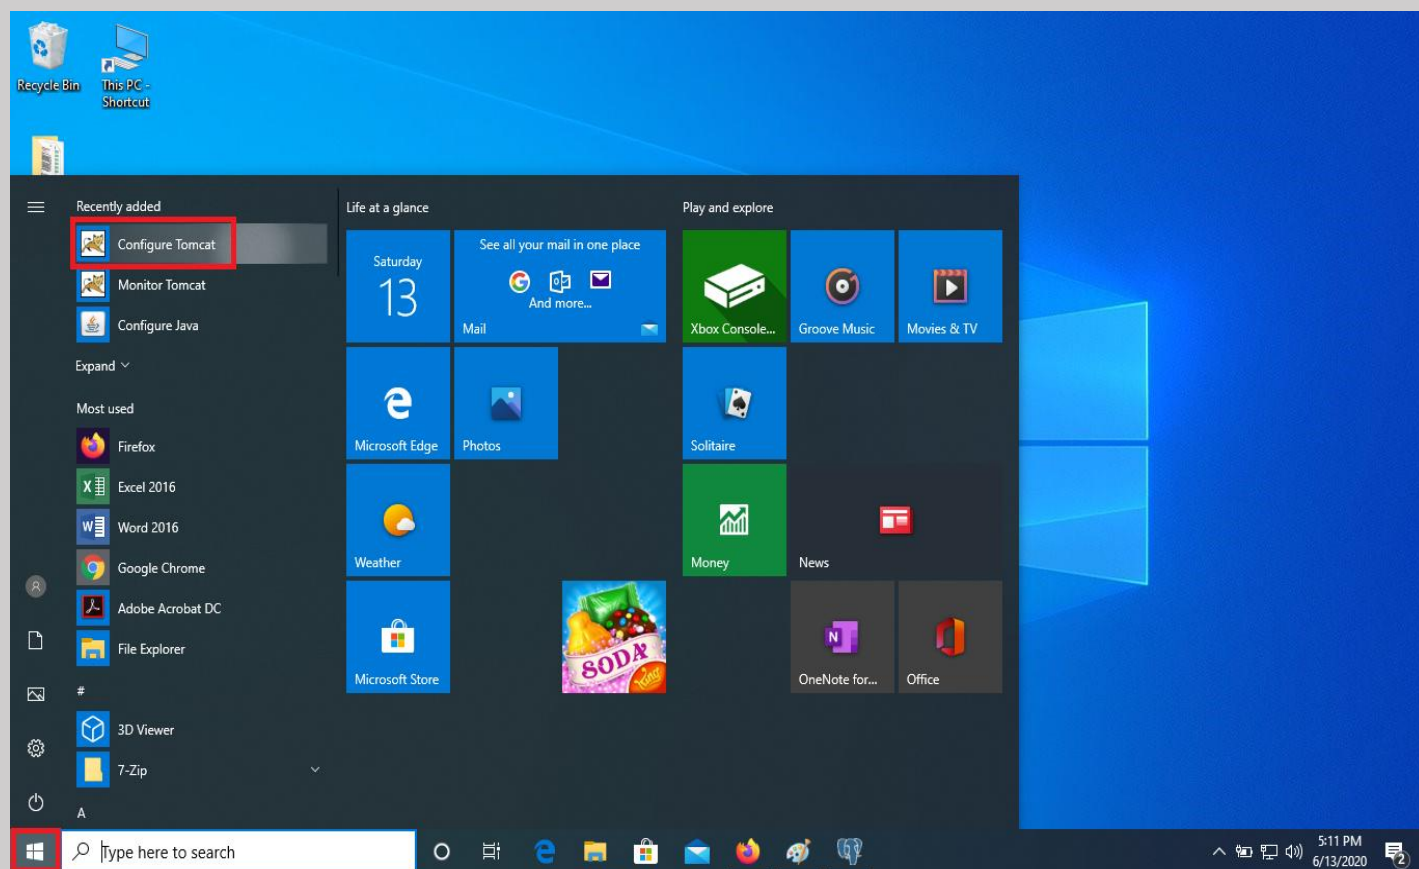 Recycle Bin
This PC -
Shortcut
Recently added
Configure Tomcat
Monitor Tomcat
Configure Java
Expand
Most used
Firefox
Excel 2016
Word 2016
Google Chrome
Adobe Acrobat DC
File Explorer
#
3D Viewer
7-Zip
A
Life at a glance
Saturday
13
See all your mail in one place
And more...
Mail
Microsoft Edge
Photos
Weather
Microsoft Store
SODA
King
Play and explore
Xbox Console...
Groove Music
Movies & TV
Solitaire
Money
News
OneNote for...
Office
Type here to search
5:11 PM
6/13/2020
2